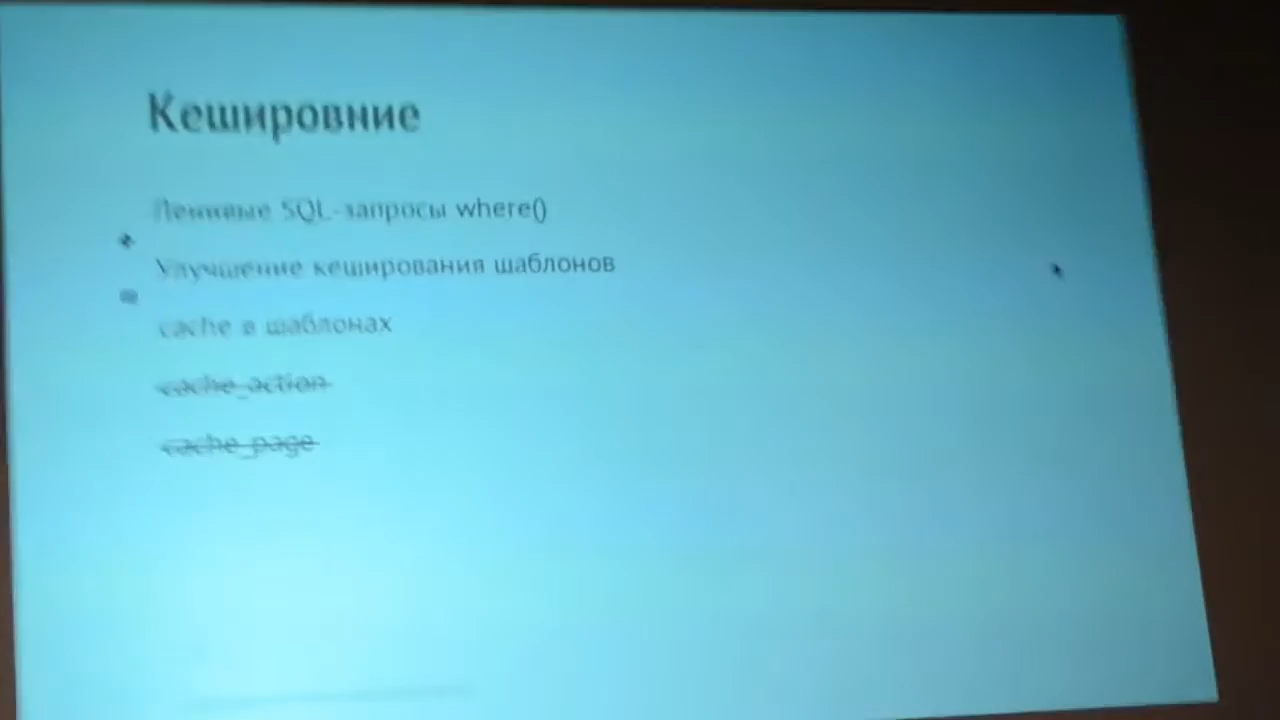 Кешировние
Ленивые SQL-запросы where()
Улучшение кеширования шаблонов
cache в шаблонах
cache_action
cache_page